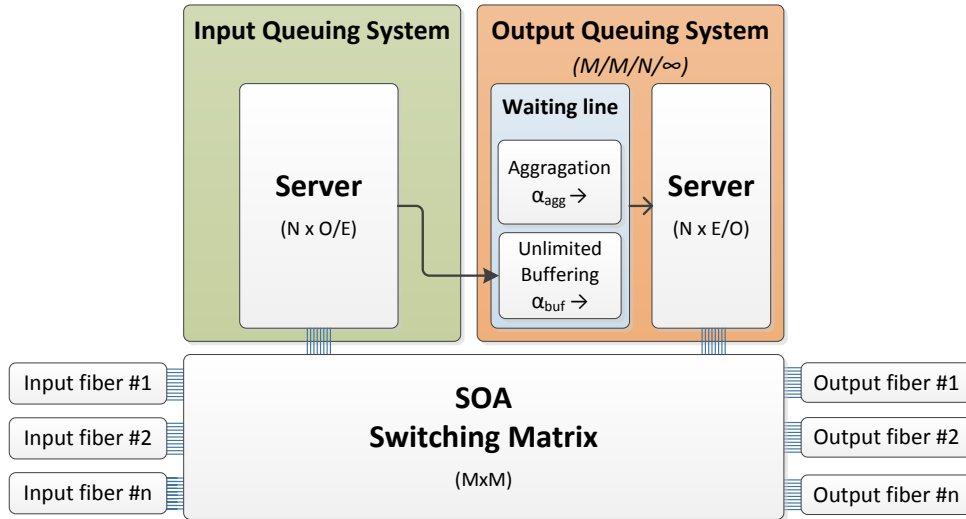 Input Queuing System
Server
(N x O/E)
Output Queuing System
(M/M/N/∞)
Waiting line
Aggragation
αagg →
Unlimited
Buffering
αbuf →
Server
(N x E/O)
Input fiber #1
Input fiber #2
Input fiber #n
SOA
Switching Matrix
(MxM)
Output fiber #1
Output fiber #2
Output fiber #n